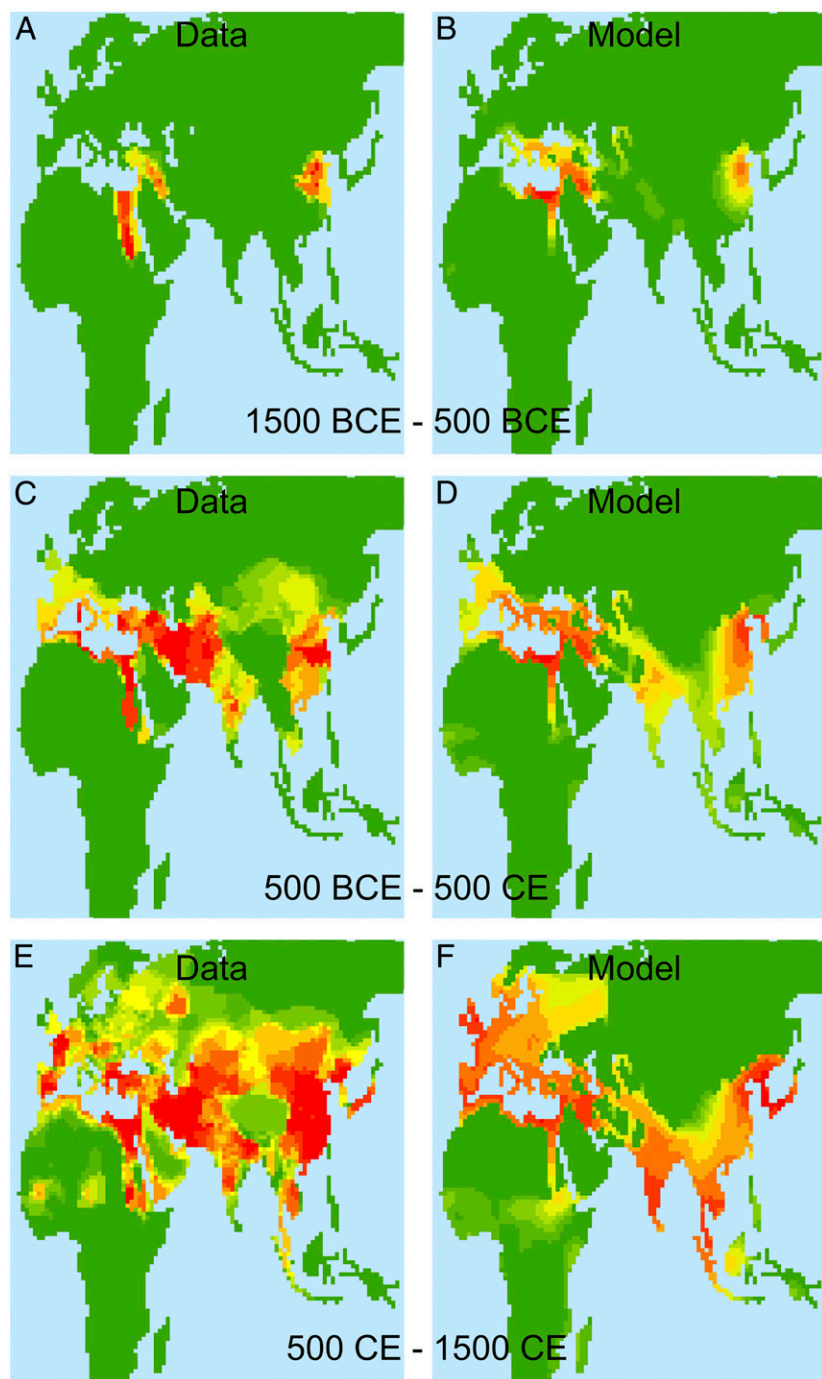 A Data
B Model
1500 BCE - 500 BCE
C Data
D Model
500 BCE - 500 CE
E Data
F Model
500 CE - 1500 CE